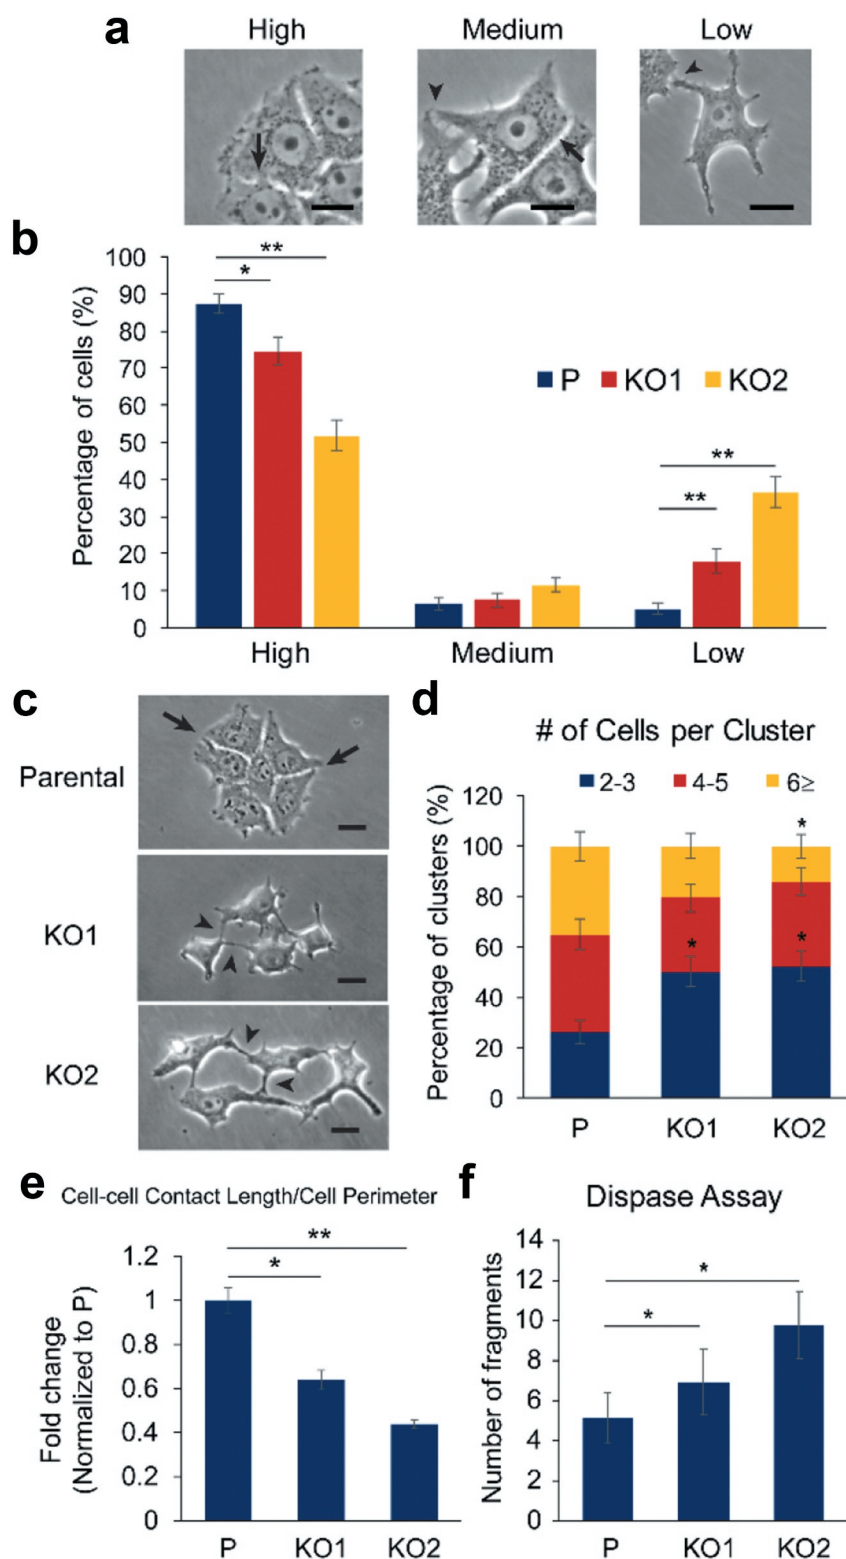 a
High Medium Low
b
Percentage of cells (%)
100
90
80
70
60
50
40
30
20
10
0
**
*
P KO1 KO2
**
**
High Medium Low
c
Parental
KO1
KO2
d
# of Cells per Cluster
2-3 4-5 6≥
Percentage of clusters (%)
120
100
80
60
40
20
0
*
*
*
P KO1 KO2
e
Cell-cell Contact Length/Cell Perimeter
Fold change
(Normalized to P)
1.2
1
0.8
0.6
0.4
0.2
0
**
*
P KO1 KO2
f
Dispase Assay
Number of fragments
14
12
10
8
6
4
2
0
*
*
P KO1 KO2